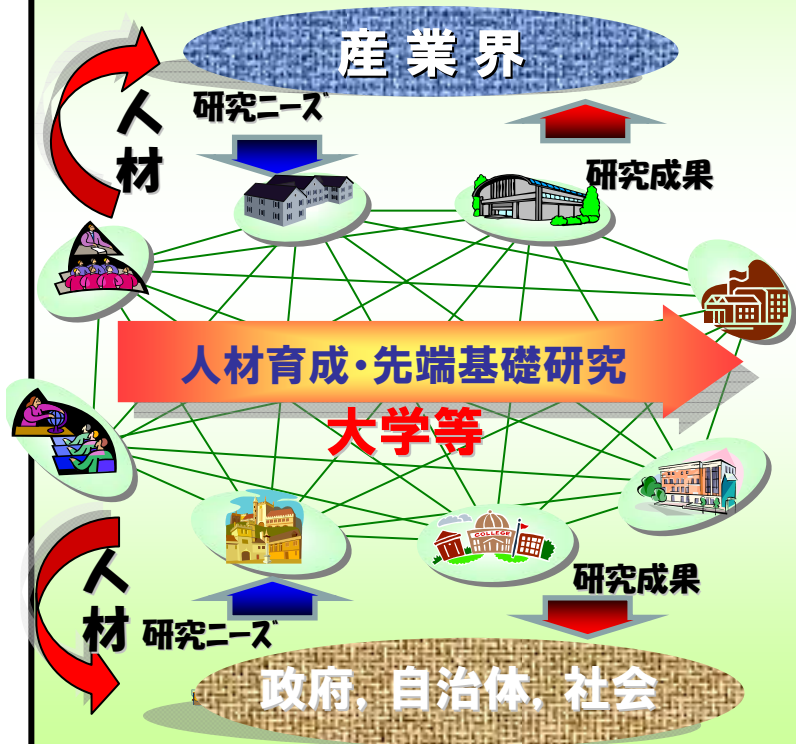 産業界
研究ニーズ
人材
研究成果
人材育成・先端基礎研究
大学等
COLLEGE
研究成果
人材
研究ニーズ
政府，自治体，社会